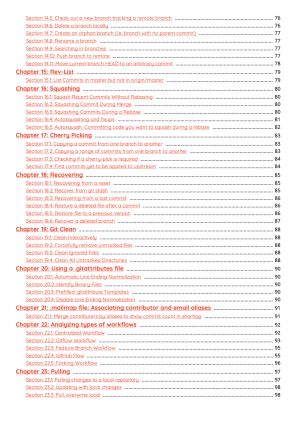 Section 14.5: Check out a new branch tracking a remote branch 76
Section 14.6: Delete a branch locally 76
Section 14.7: Create an orphan branch (i.e. branch with no parent commit) 77
Section 14.8: Rename a branch 77
Section 14.9: Searching in branches 77
Section 14.10: Push branch to remote 77
Section 14.11: Move current branch HEAD to an arbitrary commit 78
Chapter 15: Rev-List 79
Section 15.1: List Commits in master but not in origin/master 79
Chapter 16: Squashing 80
Section 16.1: Squash Recent Commits Without Rebasing 80
Section 16.2: Squashing Commit During Merge 80
Section 16.3: Squashing Commits During a Rebase 80
Section 16.4: Autosquashing and fixups 81
Section 16.5: Autosquash: Committing code you want to squash during a rebase 82
Chapter 17: Cherry Picking 83
Section 17.1: Copying a commit from one branch to another 83
Section 17.2: Copying a range of commits from one branch to another 83
Section 17.3: Checking if a cherry-pick is required 84
Section 17.4: Find commits yet to be applied to upstream 84
Chapter 18: Recovering 85
Section 18.1: Recovering from a reset 85
Section 18.2: Recover from git stash 85
Section 18.3: Recovering from a lost commit 86
Section 18.4: Restore a deleted file after a commit 86
Section 18.5: Restore file to a previous version 86
Section 18.6: Recover a deleted branch 87
Chapter 19: Git Clean 88
Section 19.1: Clean Interactively 88
Section 19.2: Forcefully remove untracked files 88
Section 19.3: Clean Ignored Files 88
Section 19.4: Clean All Untracked Directories 88
Chapter 20: Using a .gitattributes file 90
Section 20.1: Automatic Line Ending Normalization 90
Section 20.2: Identify Binary Files 90
Section 20.3: Prefilled .gitattribute Templates 90
Section 20.4: Disable Line Ending Normalization 90
Chapter 21: .mailmap file: Associating contributor and email aliases 91
Section 21.1: Merge contributers by aliases to show commit count in shortlog 91
Chapter 22: Analyzing types of workflows 92
Section 22.1: Centralized Workflow 92
Section 22.2: Gitflow Workflow 93
Section 22.3: Feature Branch Workflow 95
Section 22.4: GitHub Flow 95
Section 22.5: Forking Workflow 96
Chapter 23: Pulling 97
Section 23.1: Pulling changes to a local repository 97
Section 23.2: Updating with local changes 98
Section 23.3: Pull, overwrite local 98